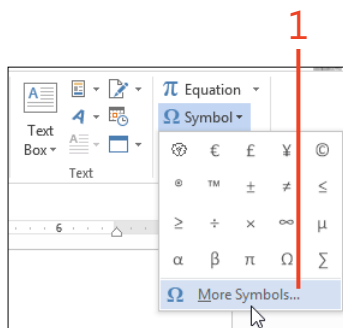 1
π Equation
Ω Symbol
Text
Box
Text
6
€ £ ¥ ©
® ™ ± ≠ ≤
≥ ÷ × ∞ µ
α β π Ω ∑
Ω More Symbols...